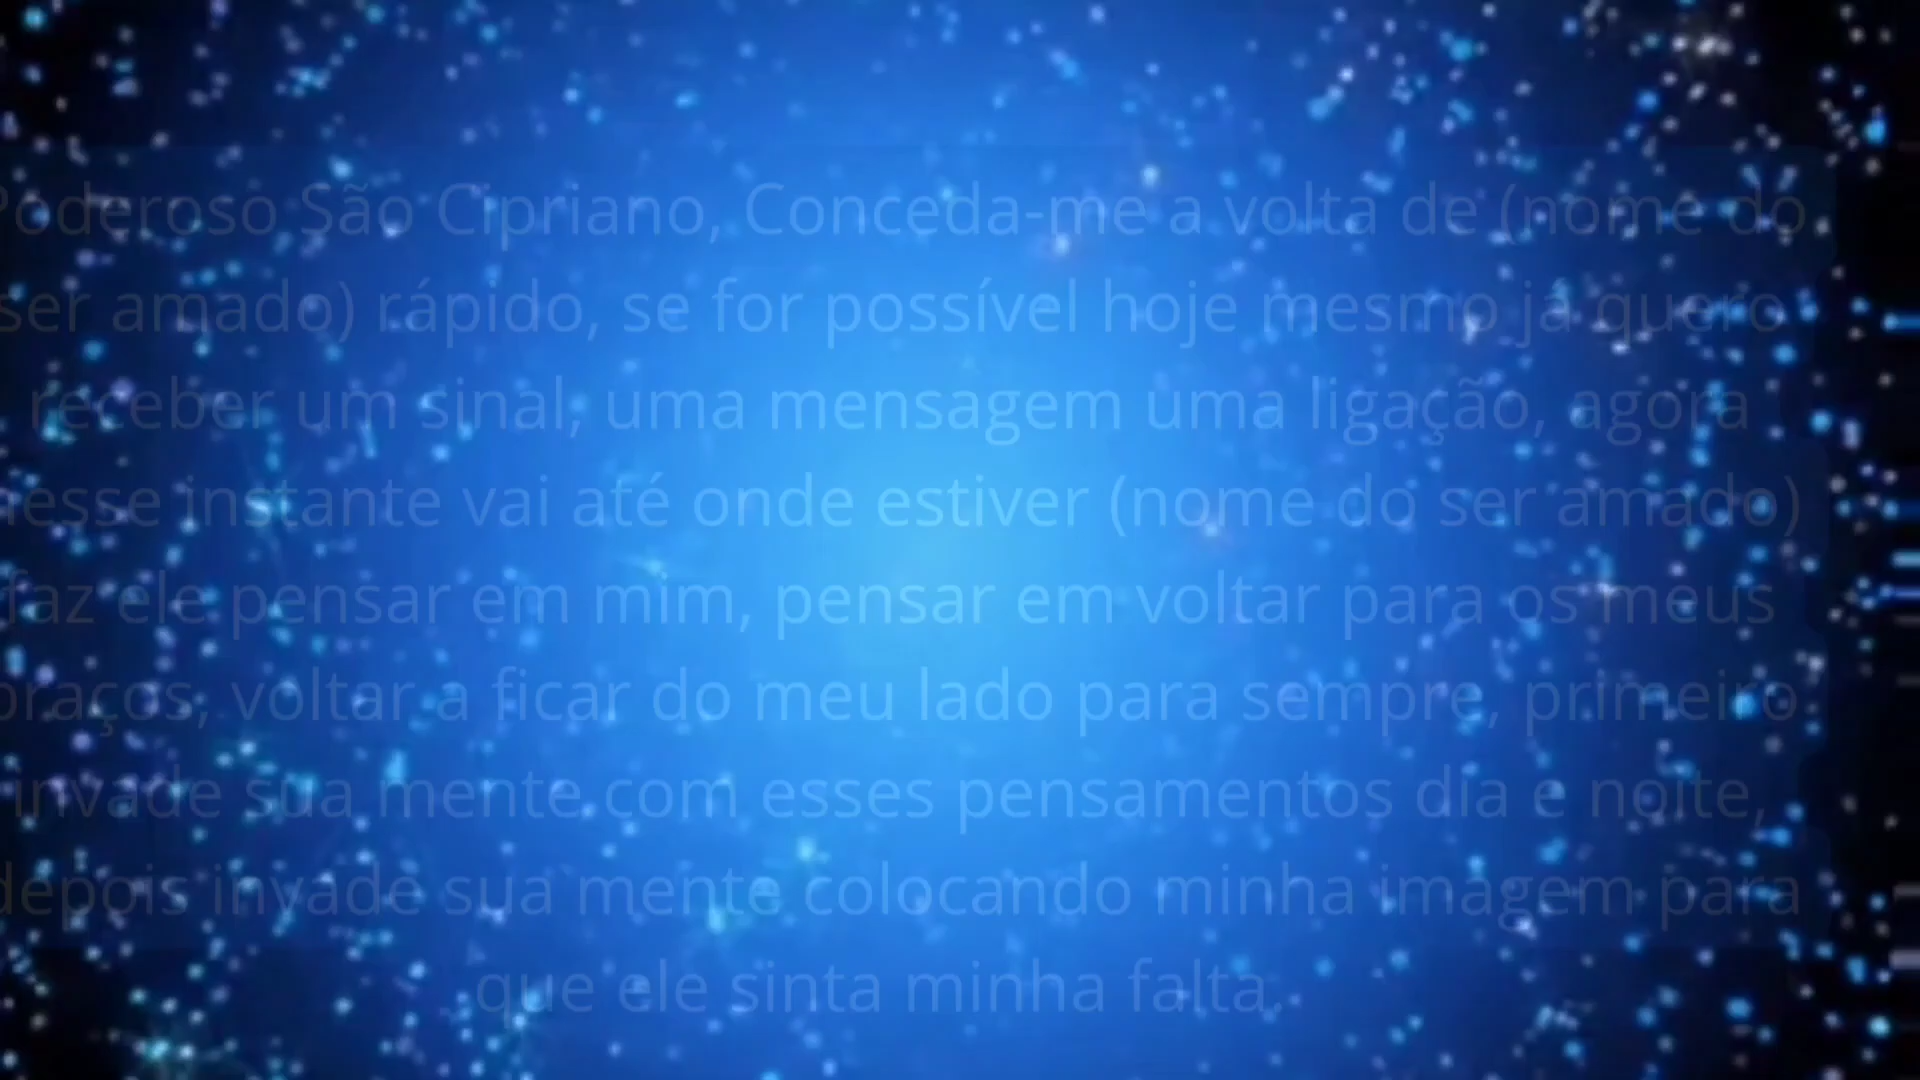 Poderoso São Cipriano, Conceda-me a volta de (nome do
ser amado) rápido, se for possível hoje mesmo já quero
receber um sinal, uma mensagem uma ligação, agora
nesse instante vai até onde estiver (nome do ser amado)
faz ele pensar em mim, pensar em voltar para os meus
braços, voltar a ficar do meu lado para sempre, primeiro
invade sua mente com esses pensamentos dia e noite,
depois invade sua mente colocando minha imagem para
que ele sinta minha falta.